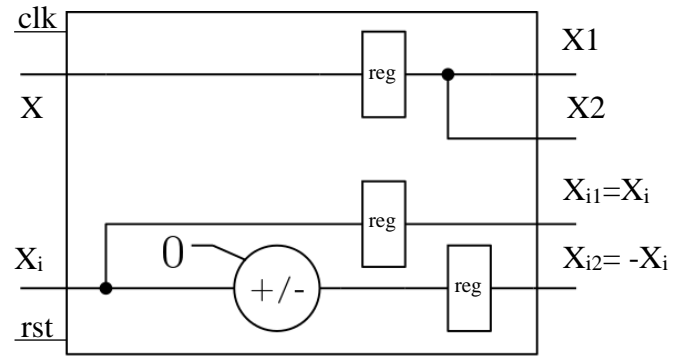 clk
X1
reg
X
X2
Xi1=Xi
reg
0
Xi
Xi2= -Xi
+/-
reg
rst